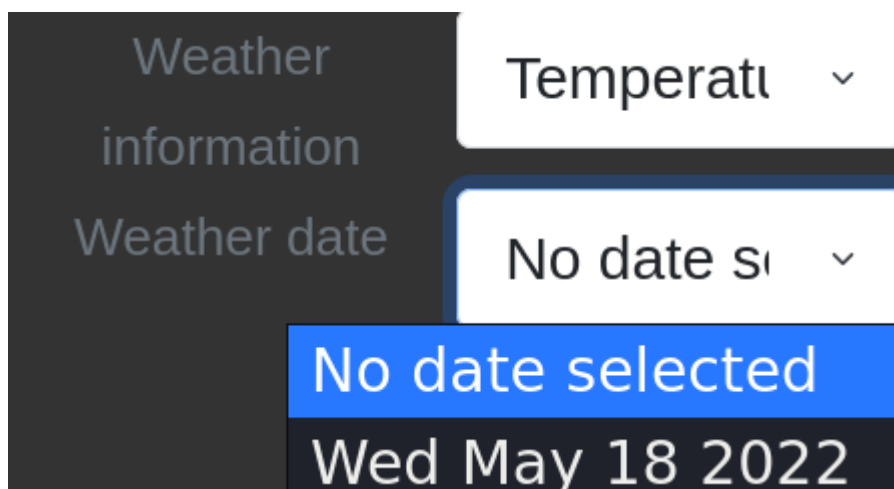 Weather
information
Temperatu
Weather date
No date se
No date selected
Wed May 18 2022